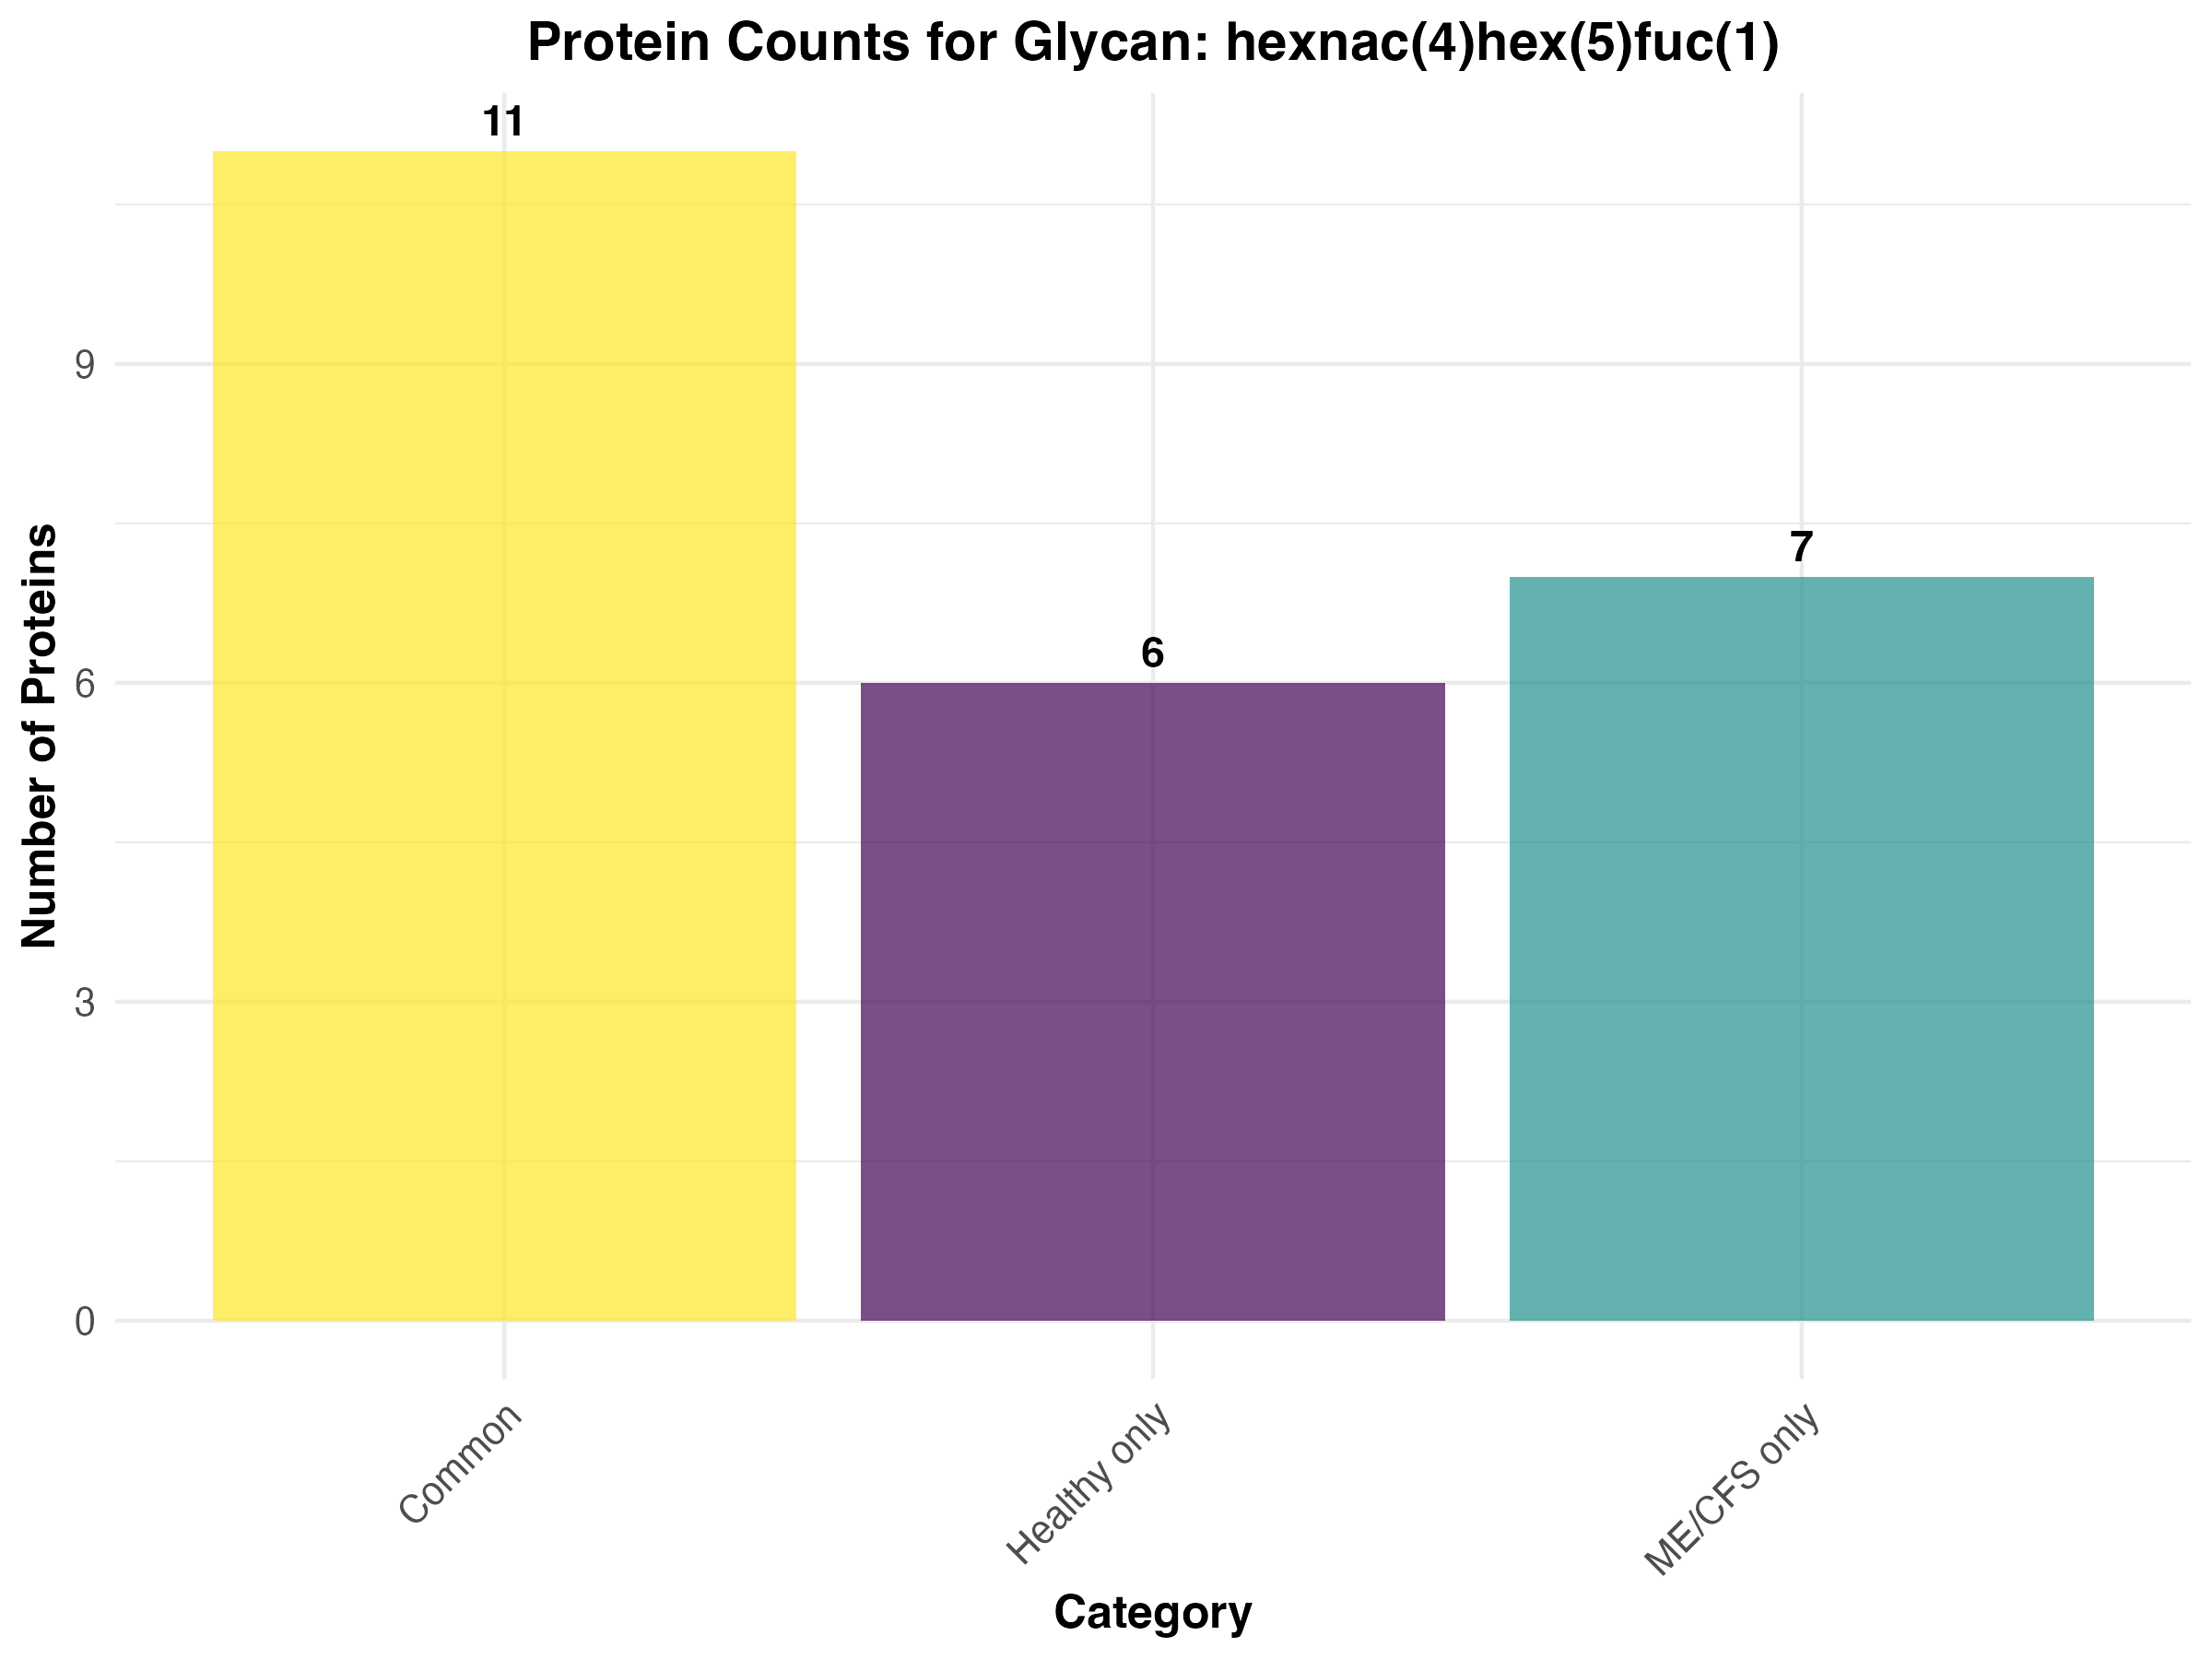 Protein Counts for Glycan: hexnac(4)hex(5)fuc(1)
11
9
7
6
6
3
0
Number of Proteins
Common
Healthy only
ME/CFS only
Category